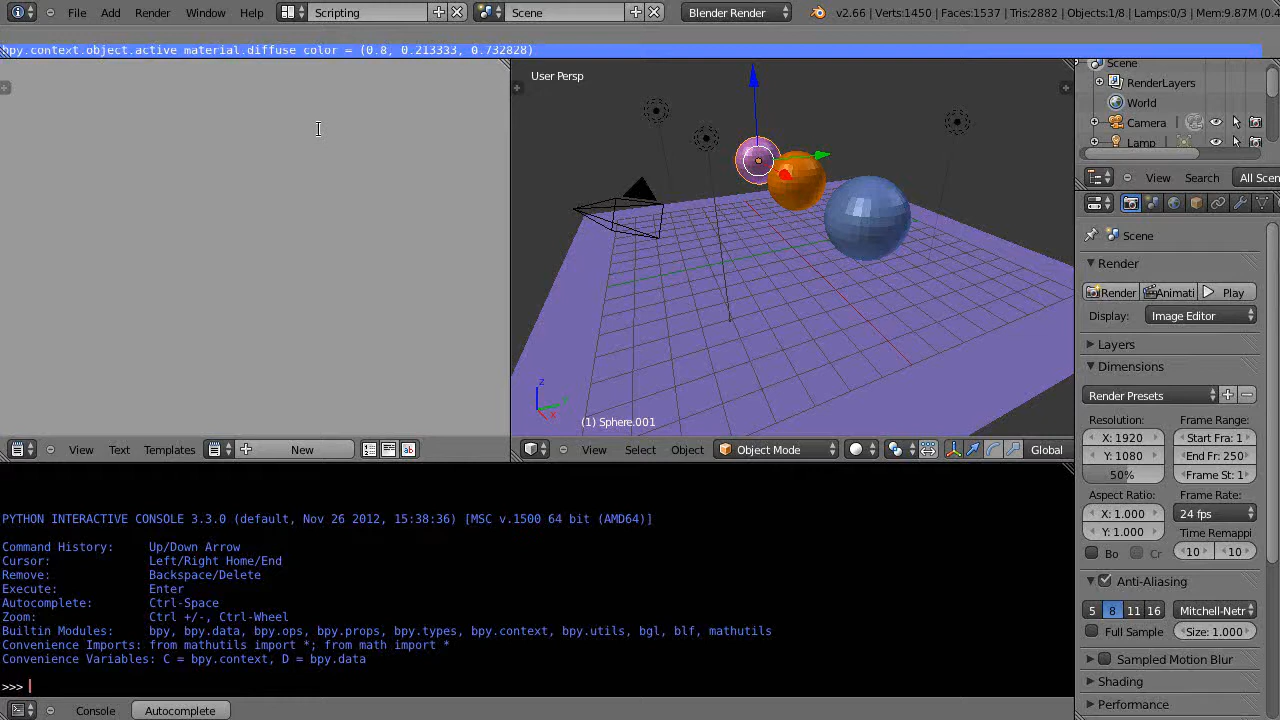 File Add Render Window Help Scripting Scene Blender Render v2.66 | Verts:1450 | Faces:1537 | Tris:2882 | Objects:1/8 | Lamps:0/3 | Mem:9.87M (0.4
bpy.context.object.active_material.diffuse_color = (0.8, 0.213333, 0.732828)
User Persp
(1) Sphere.001
z
x
Scene
RenderLayers
World
Camera
Lamp
View Search All Scen
Scene
Render
Render Animati Play
Display: Image Editor
Layers
Dimensions
Render Presets
Resolution: Frame Range:
X: 1920 Start Fra: 1
Y: 1080 End Fr: 250
50% Frame St: 1
Aspect Ratio: Frame Rate:
X: 1.000 24 fps
Y: 1.000 Time Remappi
Bo Cr 10 10
Anti-Aliasing
5 8 11 16 Mitchell-Netr
Full Sample Size: 1.000
Sampled Motion Blur
Shading
Performance
View Text Templates New
View Select Object Object Mode Global
PYTHON INTERACTIVE CONSOLE 3.3.0 (default, Nov 26 2012, 15:38:36) [MSC v.1500 64 bit (AMD64)]
Command History: Up/Down Arrow
Cursor: Left/Right Home/End
Remove: Backspace/Delete
Execute: Enter
Autocomplete: Ctrl-Space
Zoom: Ctrl +/-, Ctrl-Wheel
Builtin Modules: bpy, bpy.data, bpy.ops, bpy.props, bpy.types, bpy.context, bpy.utils, bgl, blf, mathutils
Convenience Imports: from mathutils import *; from math import *
Convenience Variables: C = bpy.context, D = bpy.data
>>>
Console Autocomplete